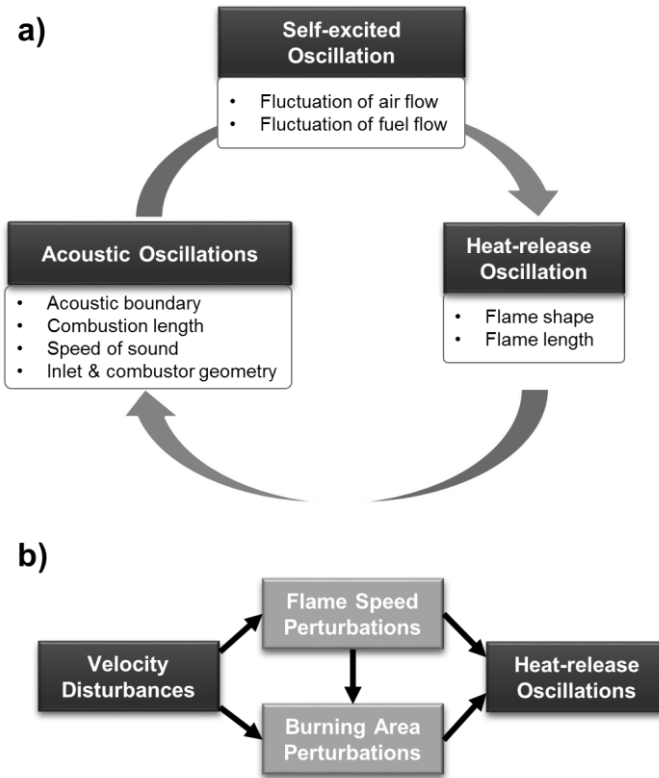 a)
Self-excited
Oscillation
• Fluctuation of air flow
• Fluctuation of fuel flow
Acoustic Oscillations
• Acoustic boundary
• Combustion length
• Speed of sound
• Inlet & combustor geometry
Heat-release
Oscillation
• Flame shape
• Flame length
b)
Velocity
Disturbances
Flame Speed
Perturbations
Burning Area
Perturbations
Heat-release
Oscillations